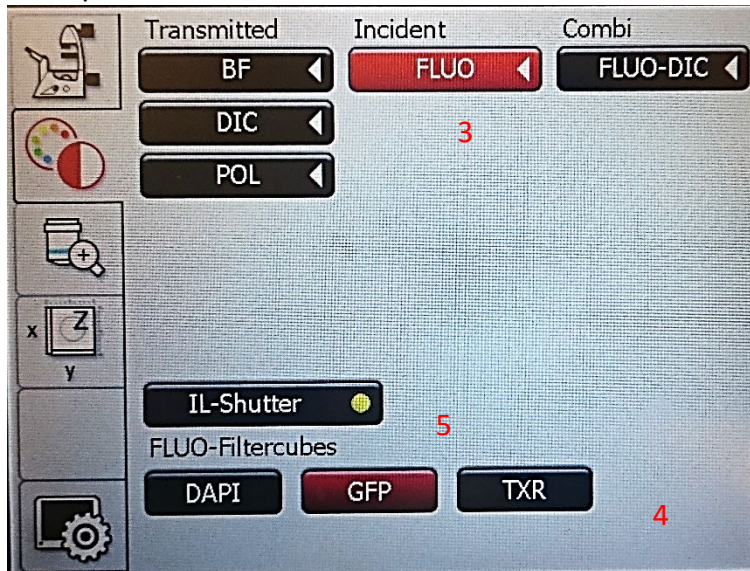 Transmitted Incident Combi
BF FLUO FLUO-DIC
DIC
3
POL
x Z
y
IL-Shutter
5
FLUO-Filtercubes
DAPI GFP TXR
4